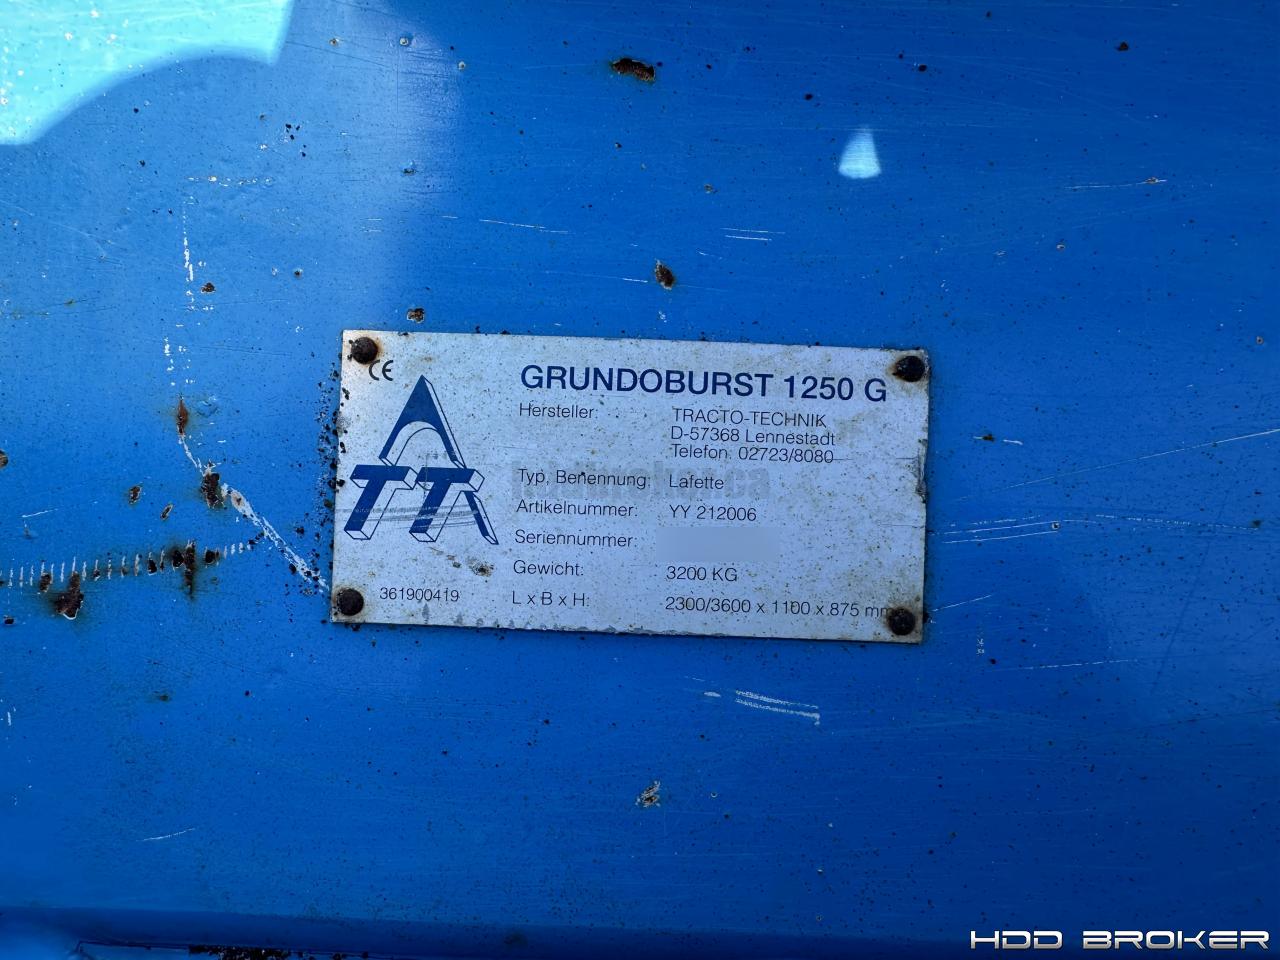 CE
GRUNDOBURST 1250 G
Hersteller: TRACTO-TECHNIK
D-57368 Lennestadt
Telefon: 02723/8080
Typ, Benennung: Lafette
Artikelnummer: YY 212006
Seriennummer:
Gewicht: 3200 KG
L x B x H: 2300/3600 x 1100 x 875 mm
TT
361900419
HDD BROKER